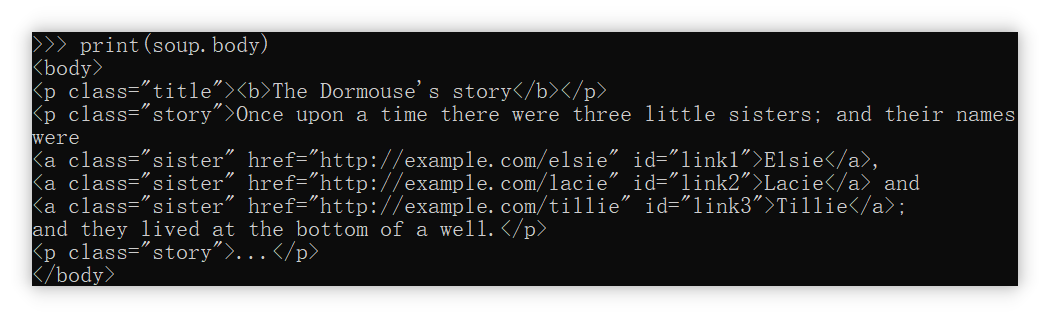 >>> print(soup.body)
<body>
<p class="title"><b>The Dormouse's story</b></p>
<p class="story">Once upon a time there were three little sisters; and their names
were
<a class="sister" href="http://example.com/elsie" id="link1">Elsie</a>,
<a class="sister" href="http://example.com/lacie" id="link2">Lacie</a> and
<a class="sister" href="http://example.com/tillie" id="link3">Tillie</a>;
and they lived at the bottom of a well.</p>
<p class="story">...</p>
</body>